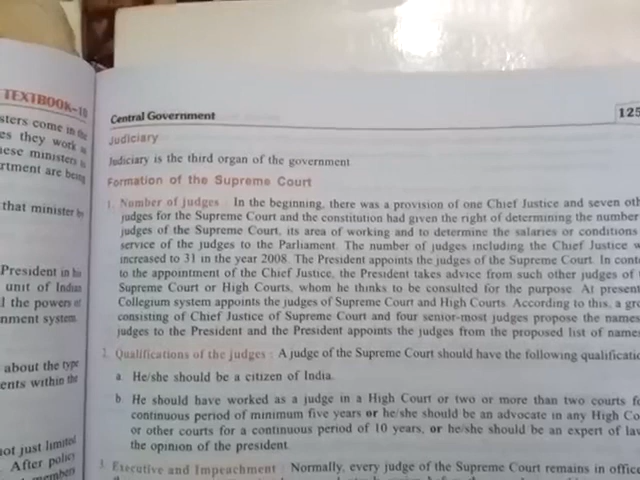 TEXTBOOK-10
sters come in the
es they work
these ministers
rtment are being
that minister by
President in his
unit of Indian
the powers of
nment system.
about the type
ents within the
not just limited
After policy
members
Central Government
125
Judiciary
Judiciary is the third organ of the government
Formation of the Supreme Court
1. Number of judges : In the beginning, there was a provision of one Chief Justice and seven oth
judges for the Supreme Court and the constitution had given the right of determining the number
judges of the Supreme Court, its area of working and to determine the salaries or conditions
service of the judges to the Parliament. The number of judges including the Chief Justice w
increased to 31 in the year 2008. The President appoints the judges of the Supreme Court. In cont
to the appointment of the Chief Justice, the President takes advice from such other judges of
Supreme Court or High Courts, whom he thinks to be consulted for the purpose. At present
Collegium system appoints the judges of Supreme Court and High Courts. According to this, a gr
consisting of Chief Justice of Supreme Court and four senior-most judges propose the names
judges to the President and the President appoints the judges from the proposed list of names
2. Qualifications of the judges : A judge of the Supreme Court should have the following qualificatio
a. He/she should be a citizen of India.
b. He should have worked as a judge in a High Court or two or more than two courts fo
continuous period of minimum five years or he/she should be an advocate in any High Co
or other courts for a continuous period of 10 years, or he/she should be an expert of law
the opinion of the president.
3. Executive and Impeachment : Normally, every judge of the Supreme Court remains in office